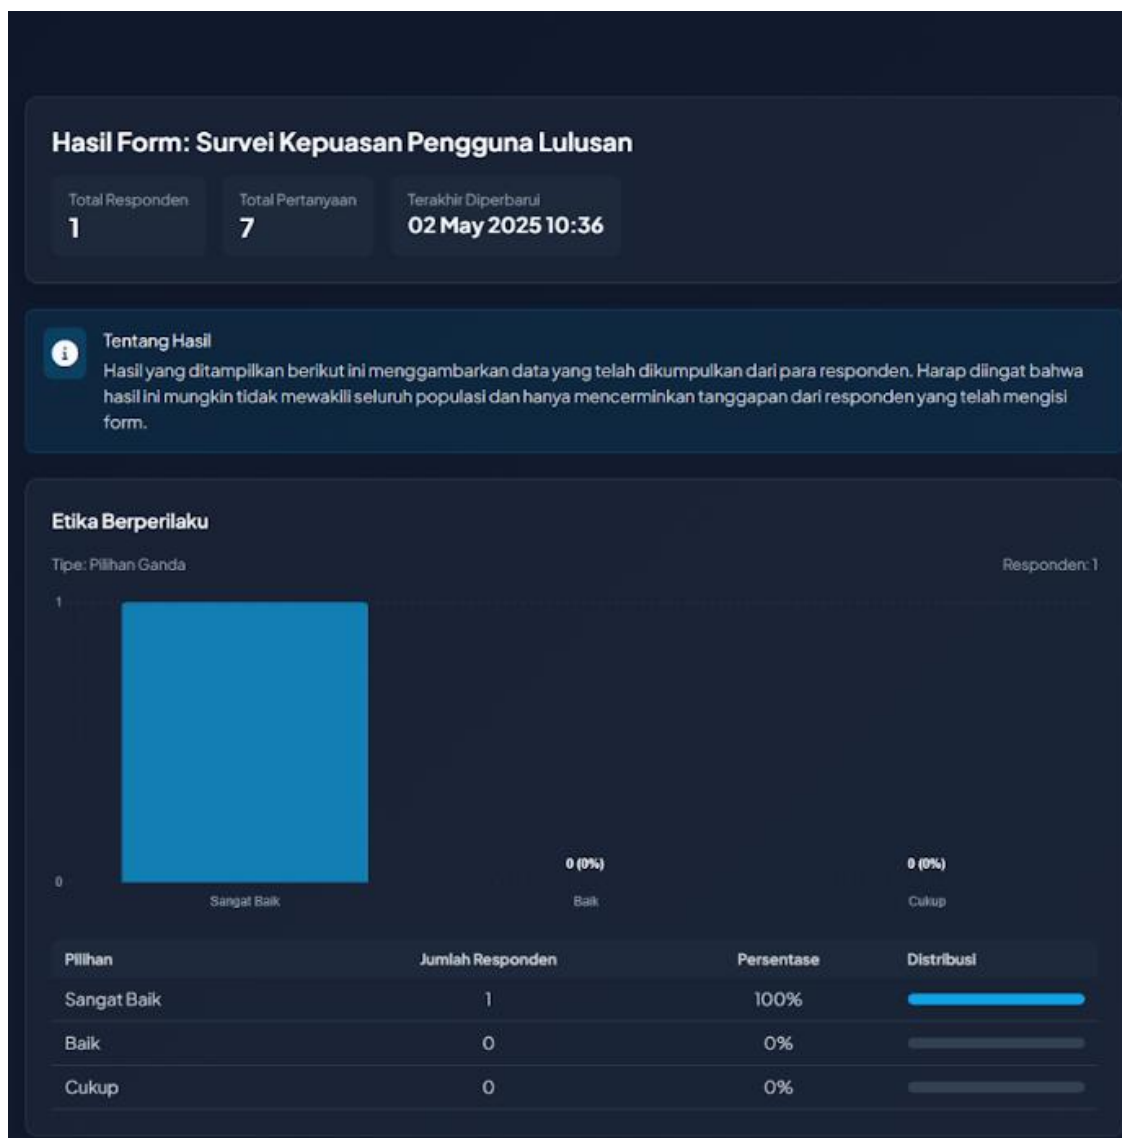 Hasil Form: Survei Kepuasan Pengguna Lulusan
Total Responden
1
Total Pertanyaan
7
Terakhir Diperbarui
02 May 2025 10:36
Tentang Hasil
Hasil yang ditampilkan berikut ini menggambarkan data yang telah dikumpulkan dari para responden. Harap diingat bahwa
hasil ini mungkin tidak mewakili seluruh populasi dan hanya mencerminkan tanggapan dari responden yang telah mengisi
form.
Etika Berperilaku
Tipe: Pilihan Ganda Responden: 1
1
0 (0%) 0 (0%)
0
Sangat Baik Baik Cukup
Pilihan Jumlah Responden Persentase Distribusi
Sangat Baik 1 100%
Baik 0 0%
Cukup 0 0%